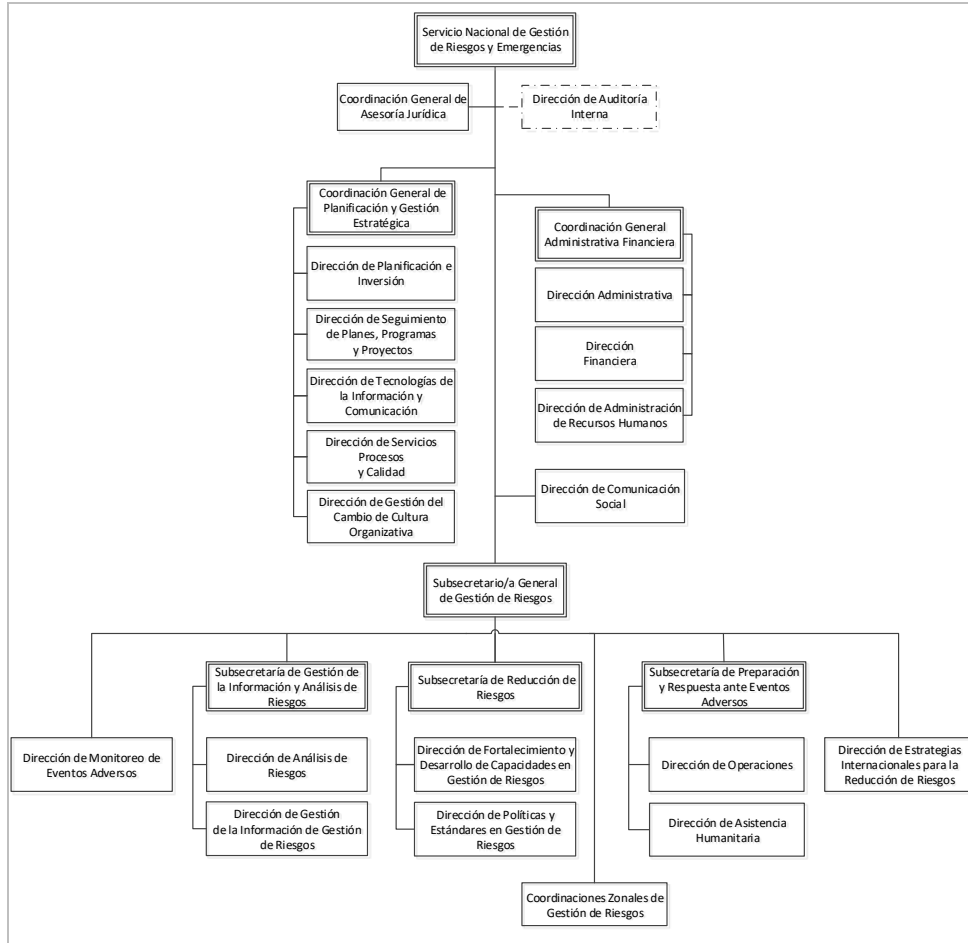 Servicio Nacional de Gestión
de Riesgos y Emergencias
Coordinación General de
Asesoría Jurídica
Dirección de Auditoría
Interna
Coordinación General de
Planificación y Gestión
Estratégica
Dirección de Planificación e
Inversión
Dirección de Seguimiento
de Planes, Programas
y Proyectos
Dirección de Tecnologías de
la Información y
Comunicación
Dirección de Servicios
Procesos
y Calidad
Dirección de Gestión del
Cambio de Cultura
Organizativa
Coordinación General
Administrativa Financiera
Dirección Administrativa
Dirección
Financiera
Dirección de Administración
de Recursos Humanos
Dirección de Comunicación
Social
Subsecretario/a General
de Gestión de Riesgos
Dirección de Monitoreo de
Eventos Adversos
Subsecretaría de Gestión de
la Información y Análisis de
Riesgos
Dirección de Análisis de
Riesgos
Dirección de Gestión
de la Información de Gestión
de Riesgos
Subsecretaría de Reducción de
Riesgos
Dirección de Fortalecimiento y
Desarrollo de Capacidades en
Gestión de Riesgos
Dirección de Políticas y
Estándares en Gestión de
Riesgos
Subsecretaría de Preparación
y Respuesta ante Eventos
Adversos
Dirección de Operaciones
Dirección de Asistencia
Humanitaria
Dirección de Estrategias
Internacionales para la
Reducción de Riesgos
Coordinaciones Zonales de
Gestión de Riesgos